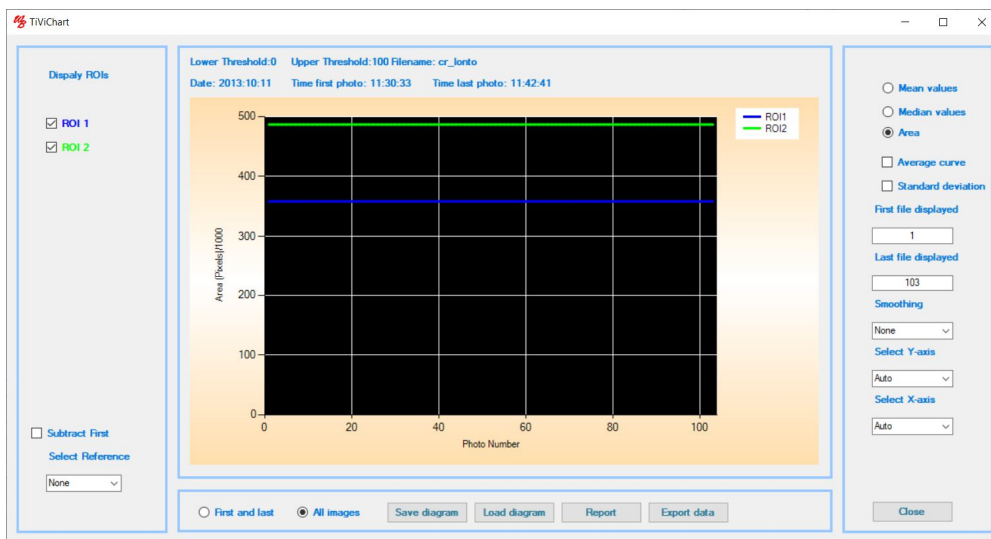 TiViChart
Dispaly ROIs
ROI 1
ROI 2
Subtract First
Select Reference
None
Lower Threshold:0 Upper Threshold:100 Filename: cr_Ionto
Date: 2013:10:11 Time first photo: 11:30:33 Time last photo: 11:42:41
ROI1
ROI2
500
400
300
200
100
0
Area (Pixels)/1000
0 20 40 60 80 100
Photo Number
First and last All images Save diagram Load diagram Report Export data
Mean values
Median values
Area
Average curve
Standard deviation
First file displayed
1
Last file displayed
103
Smoothing
None
Select Y-axis
Auto
Select X-axis
Auto
Close